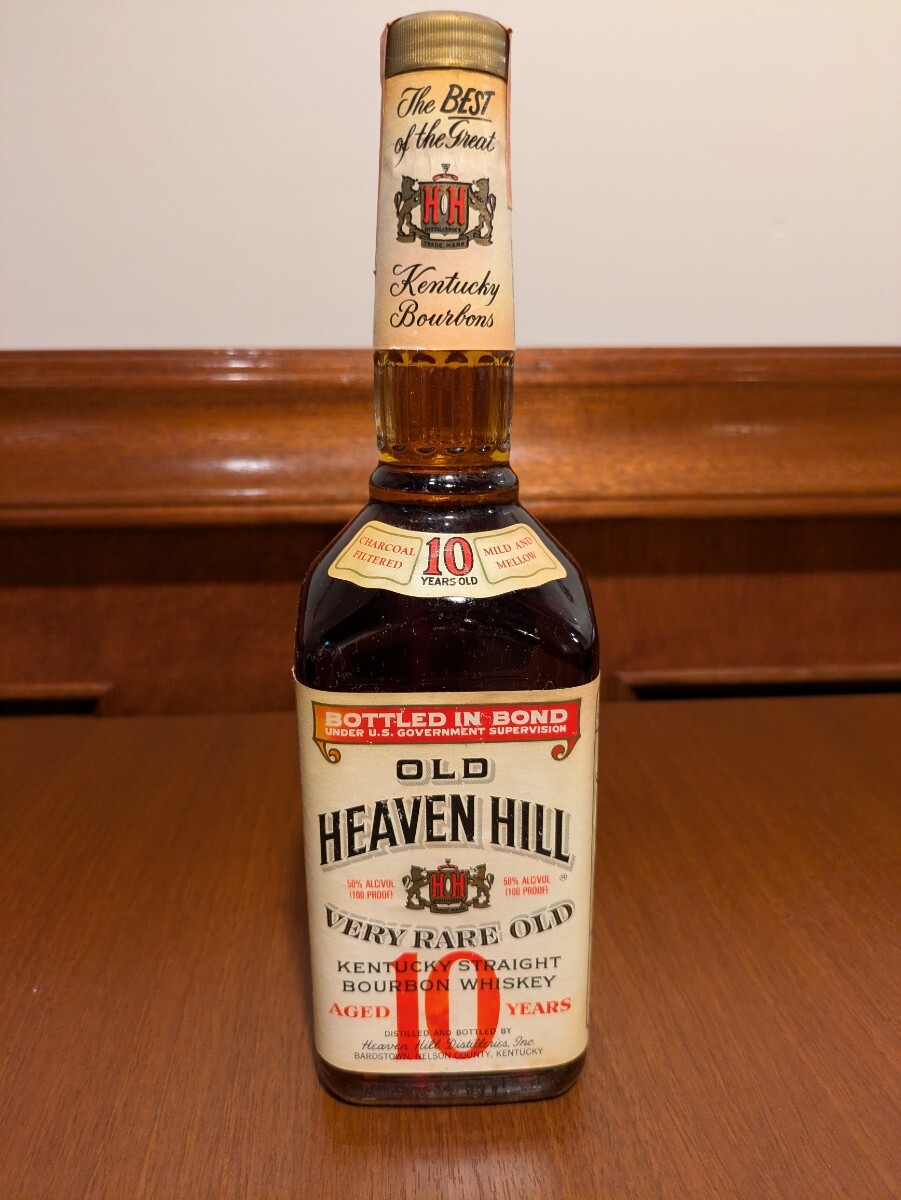 The BEST
of the Great
HH
DISTILLERIES
TRADE MARK
Kentucky
Bourbons
CHARCOAL
FILTERED
10
YEARS OLD
MILD AND
MELLOW
BOTTLED IN BOND
UNDER U.S. GOVERNMENT SUPERVISION
OLD
HEAVEN HILL
®
50% ALC/VOL
(100 PROOF)
HH
50% ALC/VOL
(100 PROOF)
VERY RARE OLD
KENTUCKY STRAIGHT
BOURBON WHISKEY
AGED 10 YEARS
DISTILLED AND BOTTLED BY
Heaven Hill Distilleries, Inc.
BARDSTOWN, NELSON COUNTY, KENTUCKY